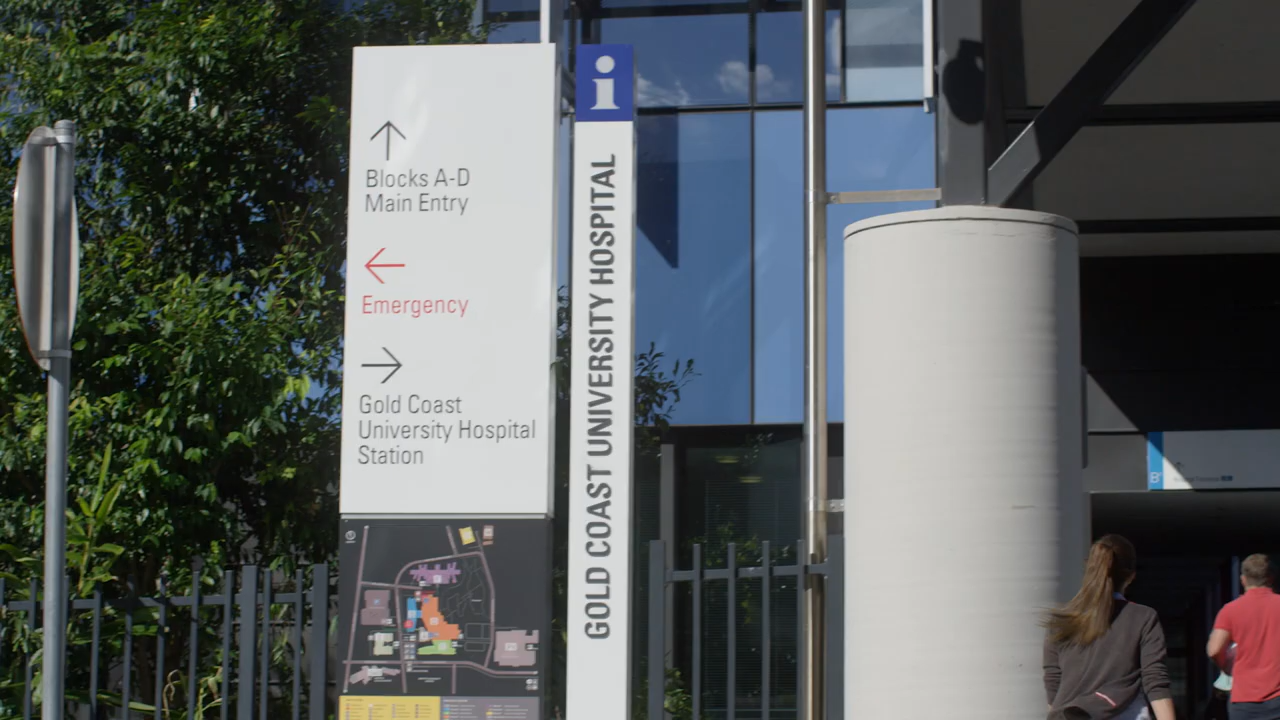 Blocks A-D
Main Entry
Emergency
Gold Coast
University Hospital
Station
i
GOLD COAST UNIVERSITY HOSPITAL
B